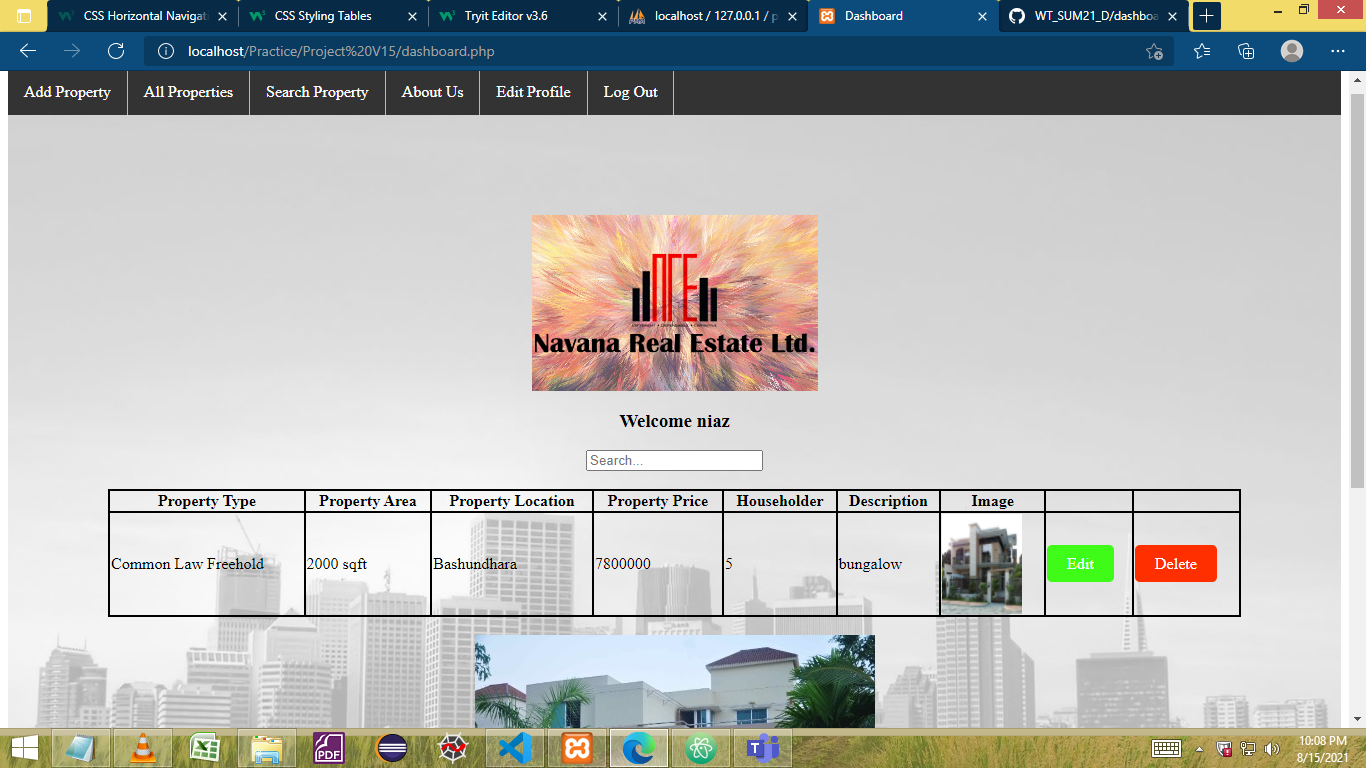 CSS Horizontal Navigat
CSS Styling Tables
Tryit Editor v3.6
localhost / 127.0.0.1 / p
Dashboard
WT_SUM21_D/dashboa
localhost/Practice/Project%20V15/dashboard.php
Add Property
All Properties
Search Property
About Us
Edit Profile
Log Out
NRE
Navana Real Estate Ltd.
Welcome niaz
Search...
Property Type Property Area Property Location Property Price Householder Description Image
Common Law Freehold 2000 sqft Bashundhara 7800000 5 bungalow Edit Delete
PDF
10:08 PM
8/15/2021